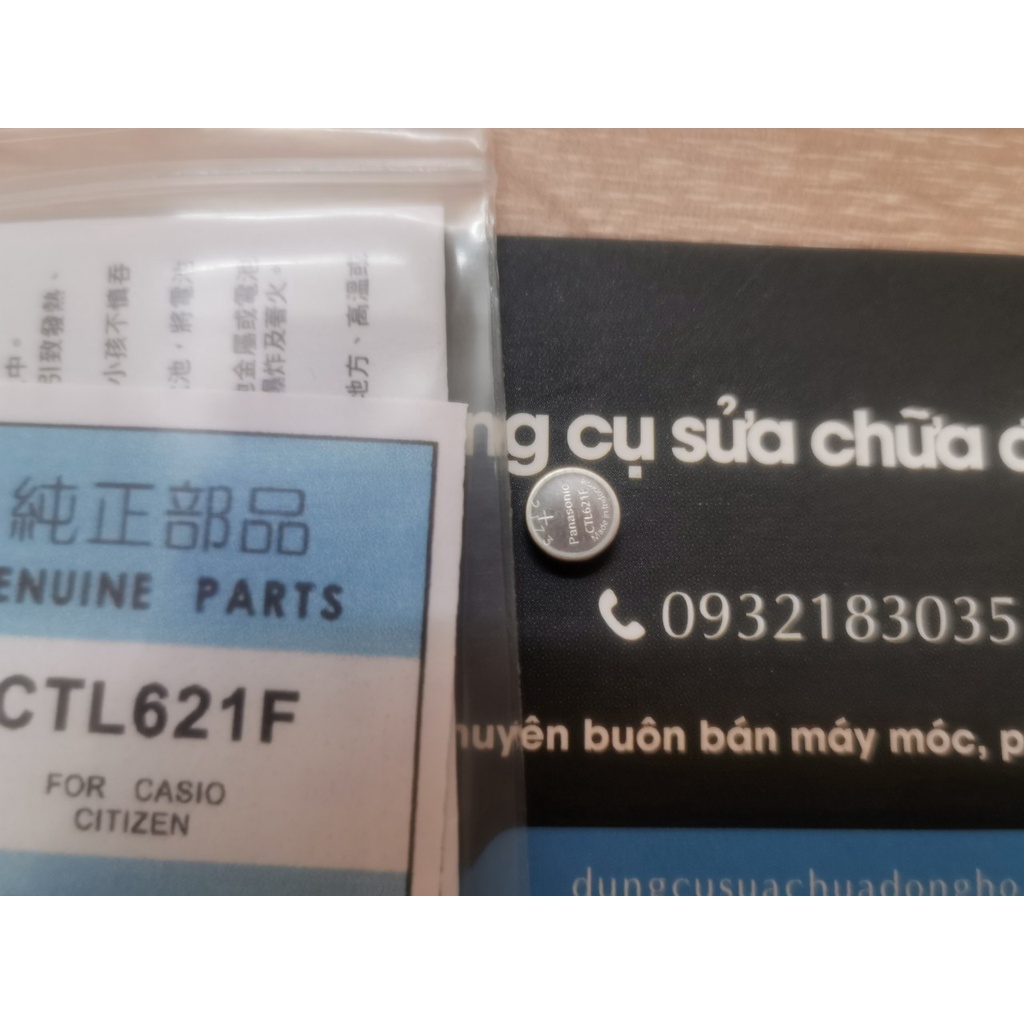 中。
引致發熱、
小孩不慎吞
池，將電池
金屬或電池
爆炸及著火。
地方、高溫或
純正部品
ENUINE PARTS
CTL621F
FOR CASIO
CITIZEN
ng cụ sửa chữa đ
Panasonic
CTL621F
0932183035
huyên buôn bán máy móc, p
dungcusuachuadongho